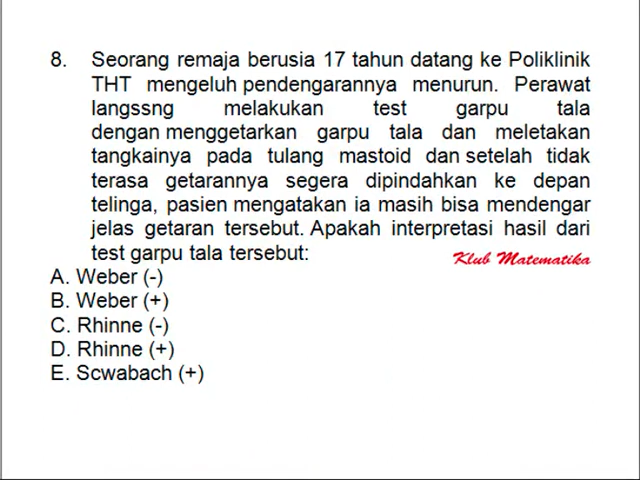 8. Seorang remaja berusia 17 tahun datang ke Poliklinik
THT mengeluh pendengarannya menurun. Perawat
langssng melakukan test garpu tala
dengan menggetarkan garpu tala dan meletakan
tangkainya pada tulang mastoid dan setelah tidak
terasa getarannya segera dipindahkan ke depan
telinga, pasien mengatakan ia masih bisa mendengar
jelas getaran tersebut. Apakah interpretasi hasil dari
test garpu tala tersebut:
Klub Matematika
A. Weber (-)
B. Weber (+)
C. Rhinne (-)
D. Rhinne (+)
E. Scwabach (+)